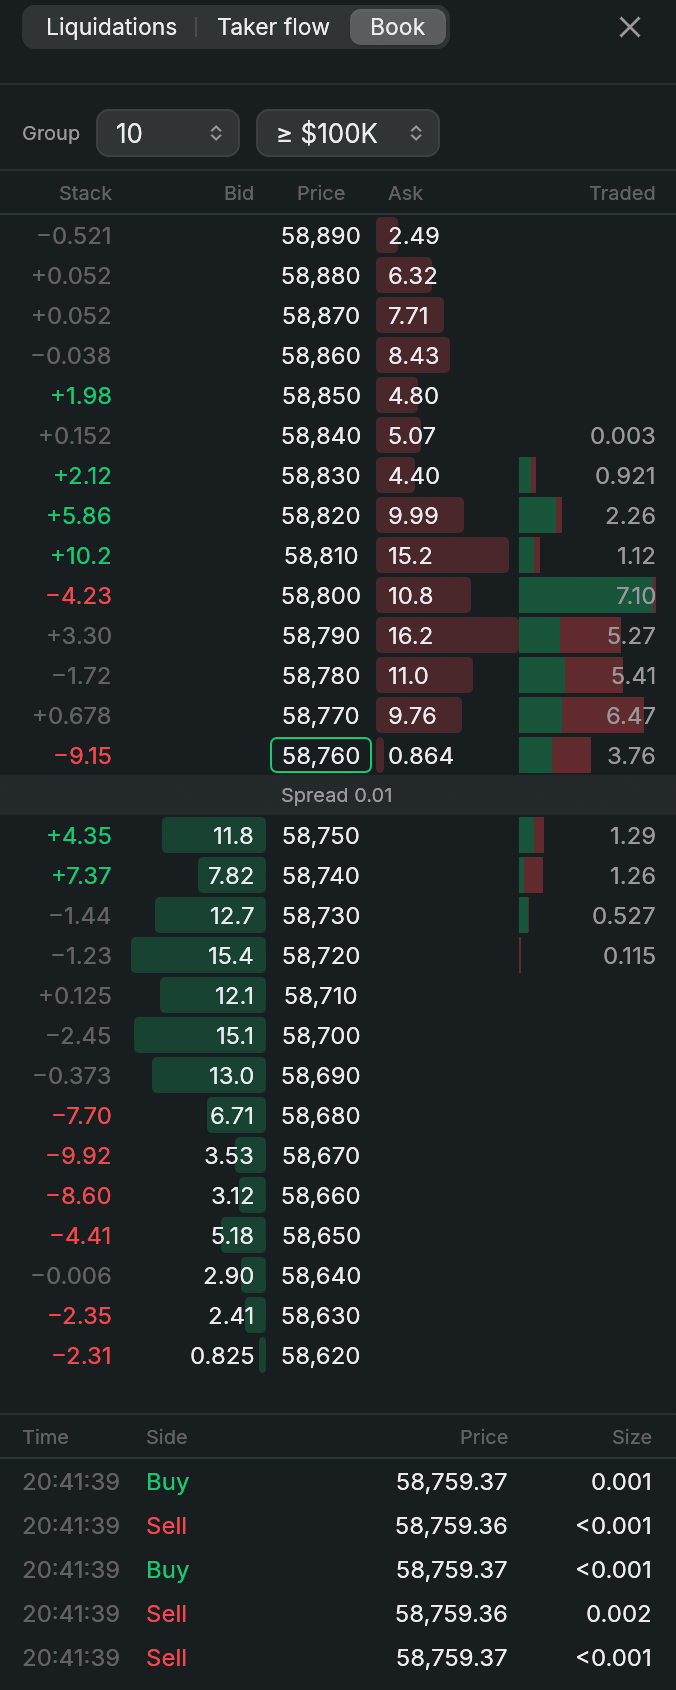 Liquidations Taker flow Book
Group 10 ≥ $100K
Stack Bid Price Ask Traded
−0.521 58,890 2.49
+0.052 58,880 6.32
+0.052 58,870 7.71
−0.038 58,860 8.43
+1.98 58,850 4.80
+0.152 58,840 5.07 0.003
+2.12 58,830 4.40 0.921
+5.86 58,820 9.99 2.26
+10.2 58,810 15.2 1.12
−4.23 58,800 10.8 7.10
+3.30 58,790 16.2 5.27
−1.72 58,780 11.0 5.41
+0.678 58,770 9.76 6.47
−9.15 58,760 0.864 3.76
Spread 0.01
+4.35 11.8 58,750 1.29
+7.37 7.82 58,740 1.26
−1.44 12.7 58,730 0.527
−1.23 15.4 58,720 0.115
+0.125 12.1 58,710
−2.45 15.1 58,700
−0.373 13.0 58,690
−7.70 6.71 58,680
−9.92 3.53 58,670
−8.60 3.12 58,660
−4.41 5.18 58,650
−0.006 2.90 58,640
−2.35 2.41 58,630
−2.31 0.825 58,620
Time Side Price Size
20:41:39 Buy 58,759.37 0.001
20:41:39 Sell 58,759.36 <0.001
20:41:39 Buy 58,759.37 <0.001
20:41:39 Sell 58,759.36 0.002
20:41:39 Sell 58,759.37 <0.001